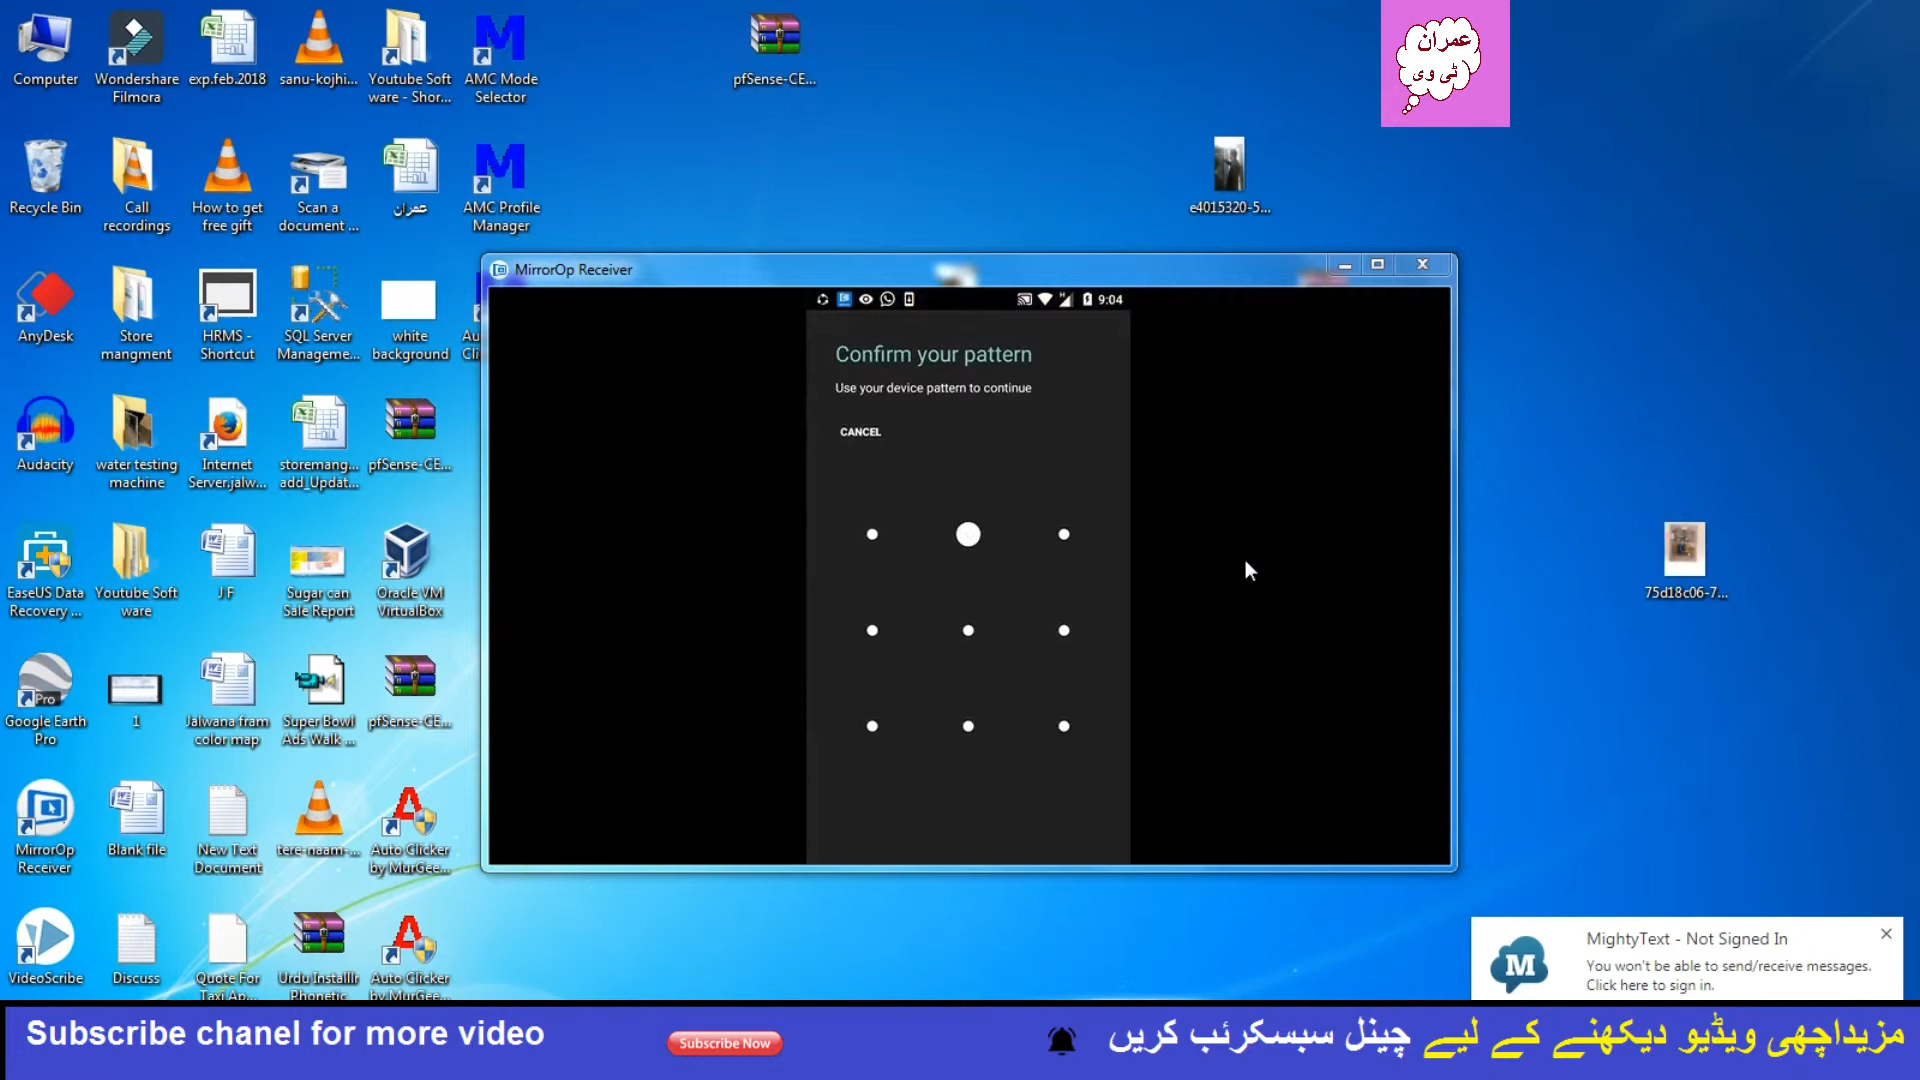 Computer
Wondershare
Filmora
exp.feb.2018
sanu-kojhi...
Youtube Soft
ware - Shor...
AMC Mode
Selector
pfSense-CE...
عمران
ٹی وی
Recycle Bin
Call
recordings
How to get
free gift
Scan a
document ...
عمران
AMC Profile
Manager
e4015320-5...
MirrorOp Receiver
9:04
Confirm your pattern
Use your device pattern to continue
CANCEL
AnyDesk
Store
mangment
HRMS -
Shortcut
SQL Server
Manageme...
white
background
Au
Cli
Audacity
water testing
machine
Internet
Server.jalw...
storemang...
add_Updat...
pfSense-CE...
EaseUS Data
Recovery ...
Youtube Soft
ware
J F
Sugar can
Sale Report
Oracle VM
VirtualBox
75d18c06-7...
Pro
Google Earth
Pro
1
Jalwana fram
color map
Super Bowl
Ads Walk ...
pfSense-CE...
MirrorOp
Receiver
Blank file
New Text
Document
tere-naam-...
Auto Clicker
by MurGee...
VideoScribe
Discuss
Quote For
Taxi Ap...
Urdu Installlr
Phonetic
Auto Clicker
by MurGee...
MightyText - Not Signed In
You won't be able to send/receive messages.
Click here to sign in.
Subscribe chanel for more video
Subscribe Now
مزیداچھی ویڈیو دیکھنے کے لیے چینل سبسکرئب کریں